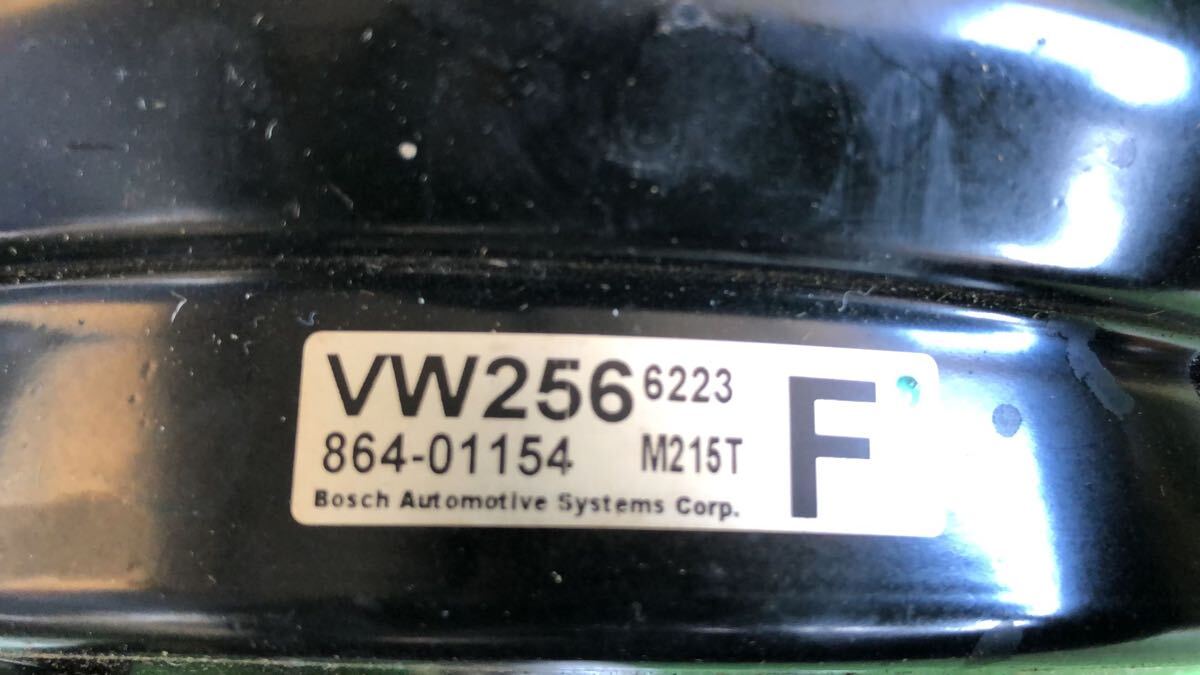 VW256 6223 F
864-01154 M215T
Bosch Automotive Systems Corp.